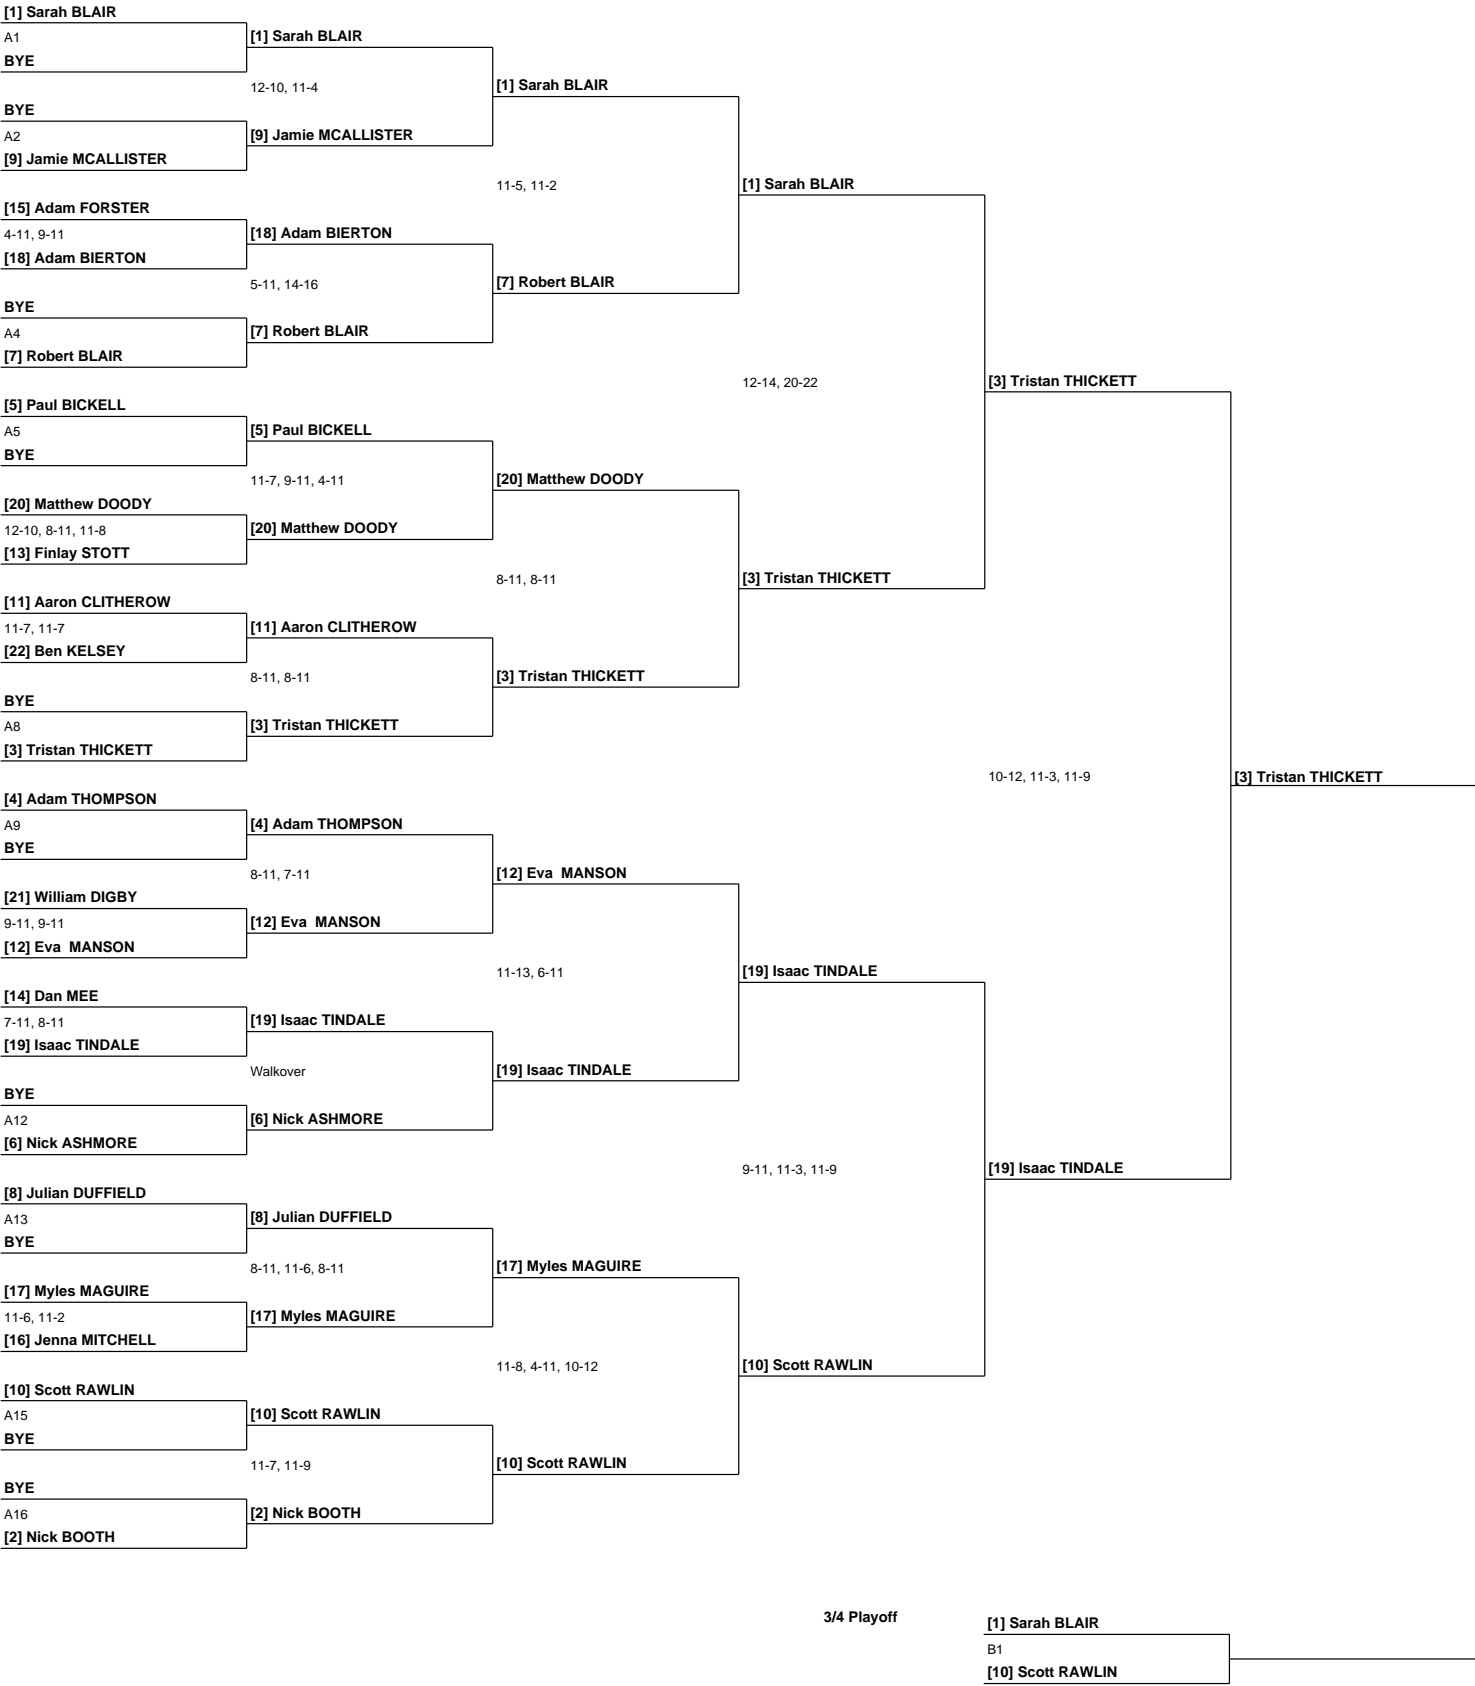 [1] Sarah BLAIR
A1
BYE
BYE
A2
[9] Jamie MCALLISTER
[15] Adam FORSTER
4-11, 9-11
[18] Adam BIERTON
BYE
A4
[7] Robert BLAIR
[5] Paul BICKELL
A5
BYE
[20] Matthew DOODY
12-10, 8-11, 11-8
[13] Finlay STOTT
[11] Aaron CLITHEROW
11-7, 11-7
[22] Ben KELSEY
BYE
A8
[3] Tristan THICKETT
[4] Adam THOMPSON
A9
BYE
[21] William DIGBY
9-11, 9-11
[12] Eva  MANSON
[14] Dan MEE
7-11, 8-11
[19] Isaac TINDALE
BYE
A12
[6] Nick ASHMORE
[8] Julian DUFFIELD
A13
BYE
[17] Myles MAGUIRE
11-6, 11-2
[16] Jenna MITCHELL
[10] Scott RAWLIN
A15
BYE
BYE
A16
[2] Nick BOOTH
[1] Sarah BLAIR
12-10, 11-4
[9] Jamie MCALLISTER
[18] Adam BIERTON
5-11, 14-16
[7] Robert BLAIR
[5] Paul BICKELL
11-7, 9-11, 4-11
[20] Matthew DOODY
[11] Aaron CLITHEROW
8-11, 8-11
[3] Tristan THICKETT
[4] Adam THOMPSON
8-11, 7-11
[12] Eva  MANSON
[19] Isaac TINDALE
Walkover
[6] Nick ASHMORE
[8] Julian DUFFIELD
8-11, 11-6, 8-11
[17] Myles MAGUIRE
[10] Scott RAWLIN
11-7, 11-9
[2] Nick BOOTH
[1] Sarah BLAIR
11-5, 11-2
[7] Robert BLAIR
[20] Matthew DOODY
8-11, 8-11
[3] Tristan THICKETT
[12] Eva  MANSON
11-13, 6-11
[19] Isaac TINDALE
[17] Myles MAGUIRE
11-8, 4-11, 10-12
[10] Scott RAWLIN
[1] Sarah BLAIR
12-14, 20-22
[3] Tristan THICKETT
[19] Isaac TINDALE
9-11, 11-3, 11-9
[10] Scott RAWLIN
[3] Tristan THICKETT
10-12, 11-3, 11-9
[19] Isaac TINDALE
[3] Tristan THICKETT
3/4 Playoff
[1] Sarah BLAIR
B1
[10] Scott RAWLIN